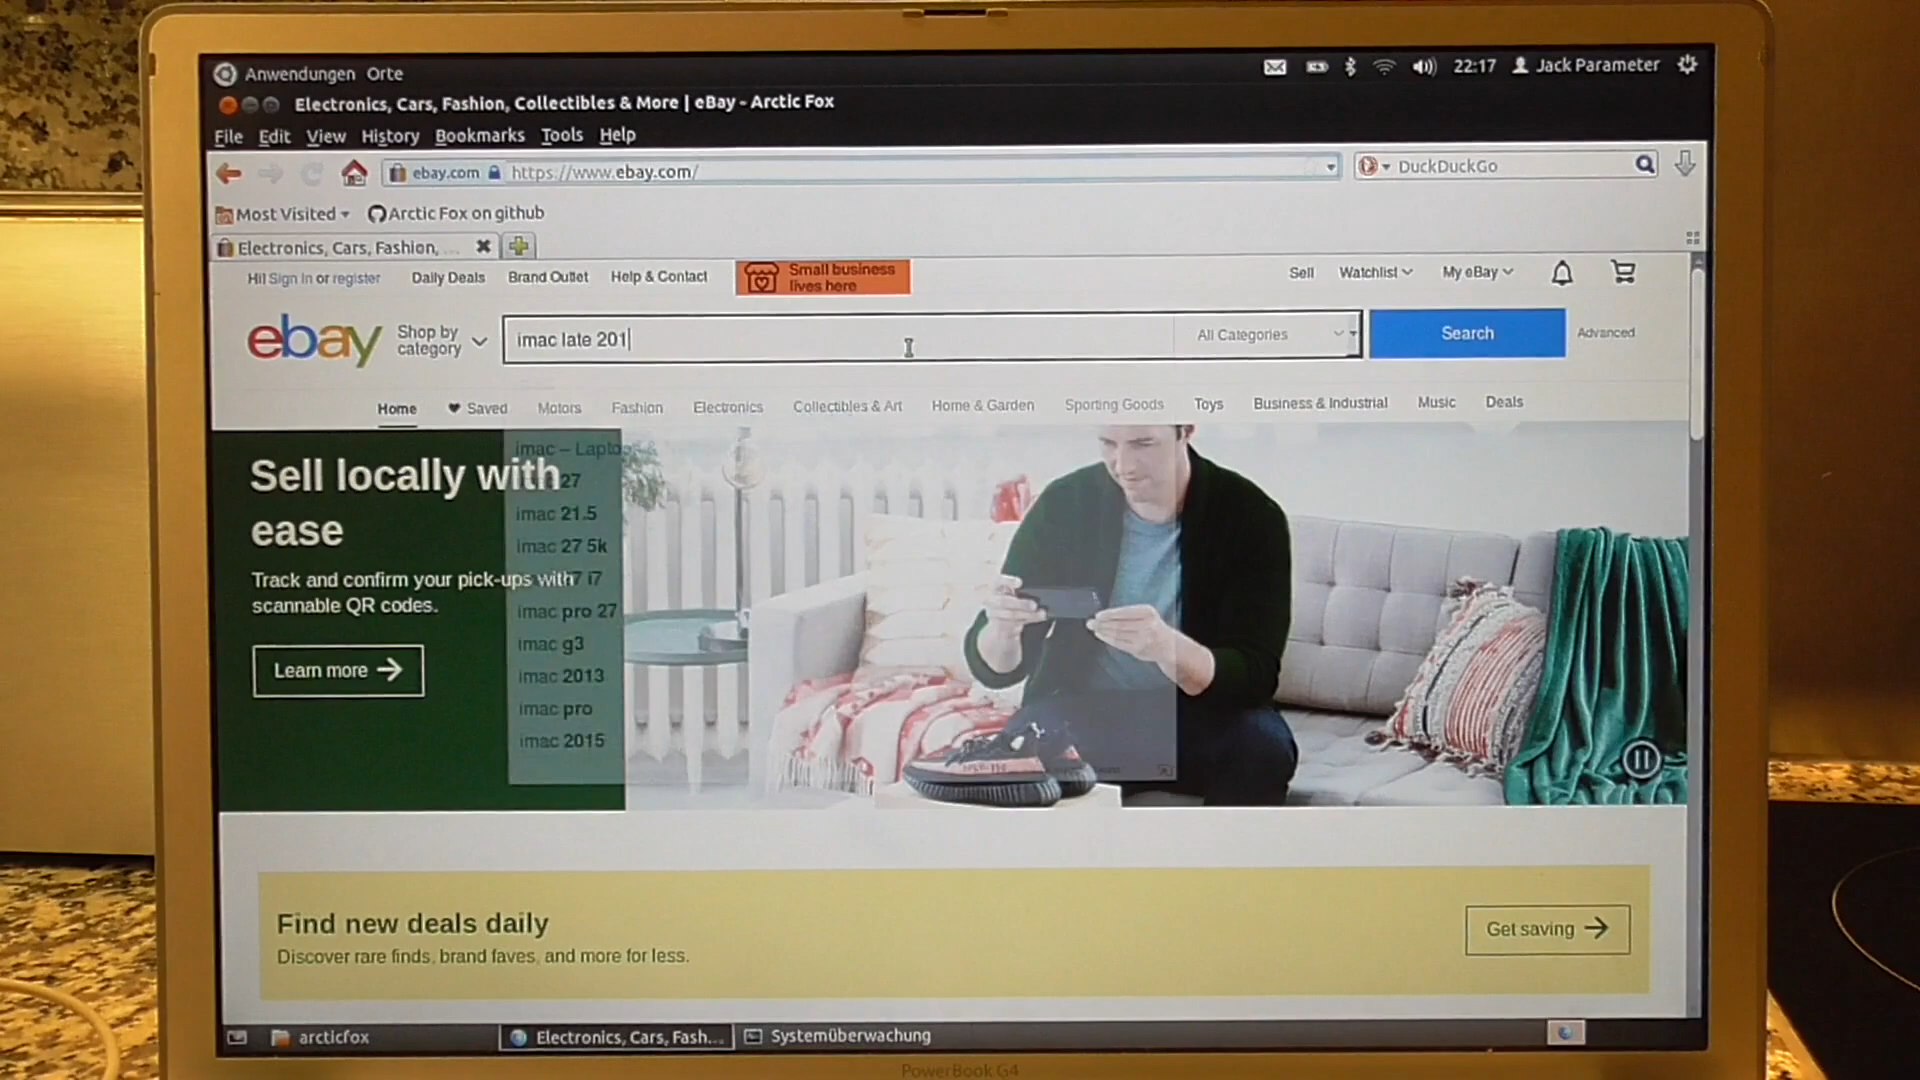 Anwendungen Orte
22:17 Jack Parameter
Electronics, Cars, Fashion, Collectibles & More | eBay - Arctic Fox
File Edit View History Bookmarks Tools Help
ebay.com https://www.ebay.com/
DuckDuckGo
Most Visited Arctic Fox on github
Electronics, Cars, Fashion, ...
Hi! Sign in or register Daily Deals Brand Outlet Help & Contact
Small business
lives here
Sell Watchlist My eBay
ebay
Shop by
category
imac late 201
All Categories
Search
Advanced
Home Saved Motors Fashion Electronics Collectibles & Art Home & Garden Sporting Goods Toys Business & Industrial Music Deals
Sell locally with
ease
Track and confirm your pick-ups with
scannable QR codes.
Learn more
imac – Laptops &
27
imac 21.5
imac 27 5k
i7
imac pro 27
imac g3
imac 2013
imac pro
imac 2015
Find new deals daily
Discover rare finds, brand faves, and more for less.
Get saving
arcticfox
Electronics, Cars, Fash...
Systemüberwachung
PowerBook G4